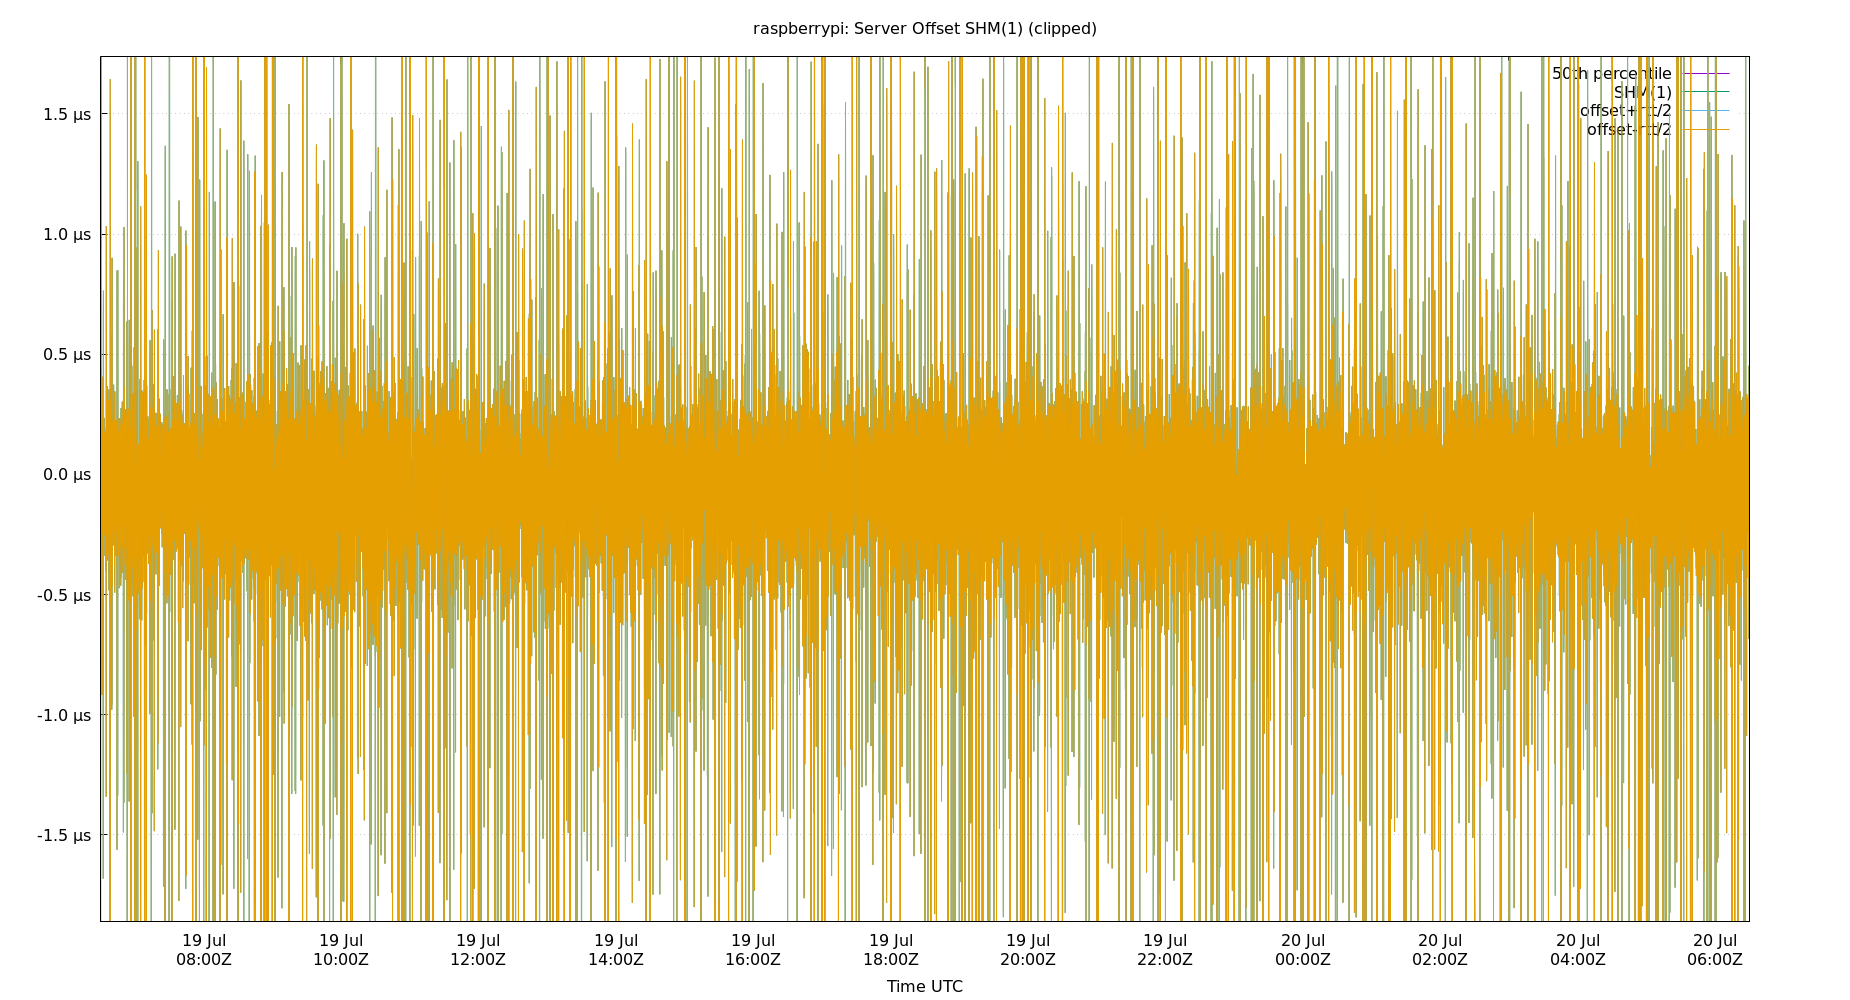 raspberrypi: Server Offset SHM(1) (clipped)
50th percentile
SHM(1)
offset+rtt/2
offset-rtt/2
1.5 µs
1.0 µs
0.5 µs
0.0 µs
-0.5 µs
-1.0 µs
-1.5 µs
19 Jul 19 Jul 19 Jul 19 Jul 19 Jul 19 Jul 19 Jul 19 Jul 20 Jul 20 Jul 20 Jul 20 Jul
08:00Z 10:00Z 12:00Z 14:00Z 16:00Z 18:00Z 20:00Z 22:00Z 00:00Z 02:00Z 04:00Z 06:00Z
Time UTC